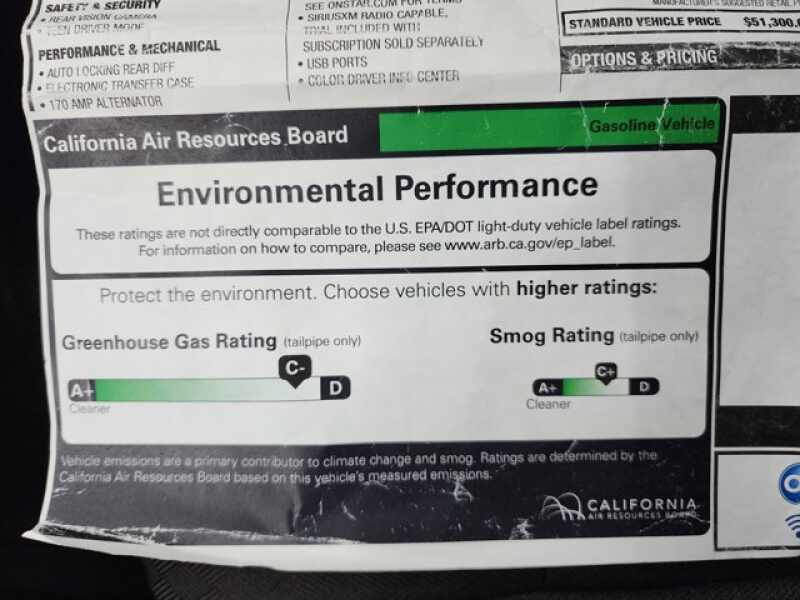 SAFETY & SECURITY
• REAR VISION CAMERA
• TEEN DRIVER MODE
PERFORMANCE & MECHANICAL
• AUTO LOCKING REAR DIFF
• ELECTRONIC TRANSFER CASE
• 170 AMP ALTERNATOR
SEE ONSTAR.COM FOR TERMS
• SIRIUSXM RADIO CAPABLE,
TRIAL INCLUDED WITH
SUBSCRIPTION SOLD SEPARATELY
• USB PORTS
• COLOR DRIVER INFO CENTER
MANUFACTURER'S SUGGESTED RETAIL
STANDARD VEHICLE PRICE $51,300.
OPTIONS & PRICING
California Air Resources Board
Gasoline Vehicle
Environmental Performance
These ratings are not directly comparable to the U.S. EPA/DOT light-duty vehicle label ratings.
For information on how to compare, please see www.arb.ca.gov/ep_label.
Protect the environment. Choose vehicles with higher ratings:
Greenhouse Gas Rating (tailpipe only)
C-
A+ D
Cleaner
Smog Rating (tailpipe only)
C+
A+ D
Cleaner
Vehicle emissions are a primary contributor to climate change and smog. Ratings are determined by the
California Air Resources Board based on this vehicle's measured emissions.
CALIFORNIA
AIR RESOURCES BOARD